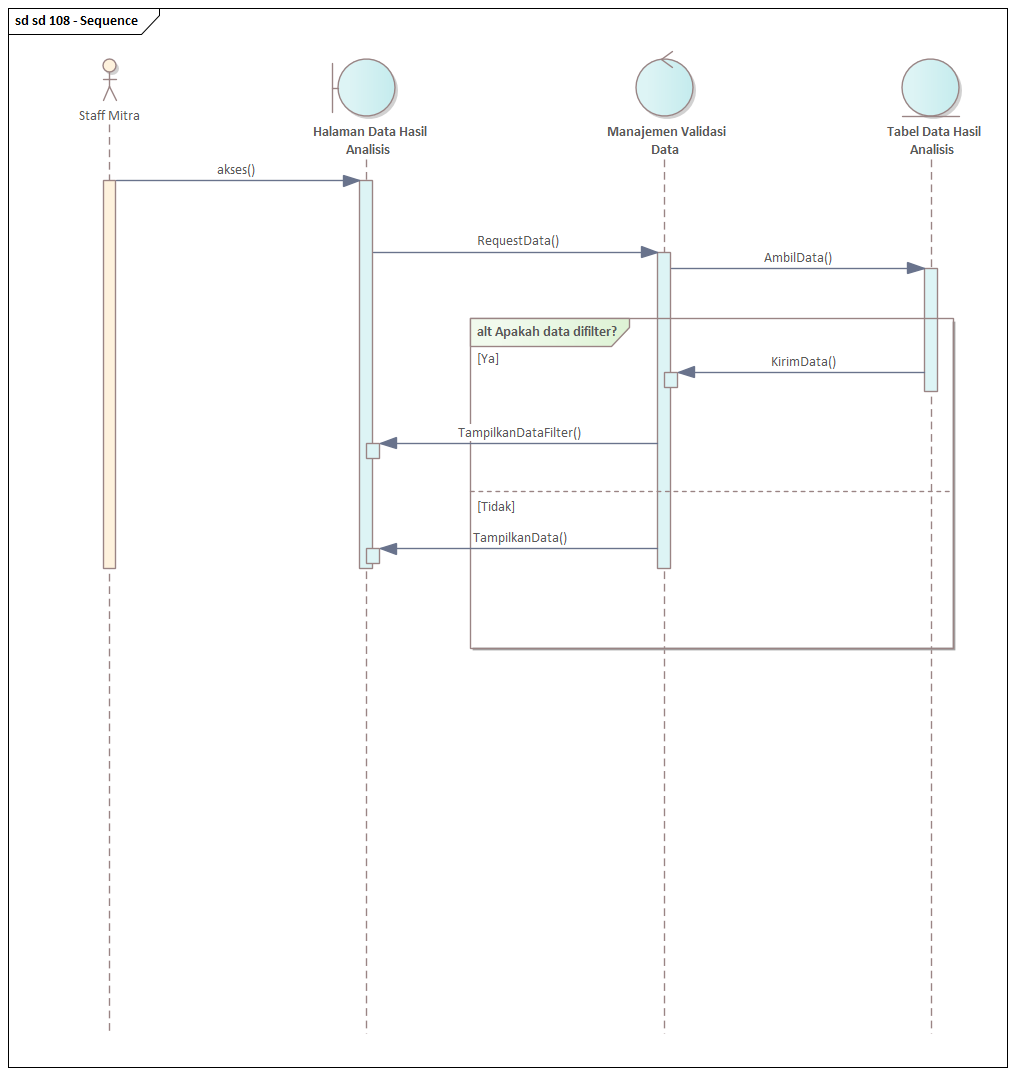 sd sd 108 - Sequence
Staff Mitra
Halaman Data Hasil
Analisis
Manajemen Validasi
Data
Tabel Data Hasil
Analisis
akses()
RequestData()
AmbilData()
alt Apakah data difilter?
[Ya]
KirimData()
TampilkanDataFilter()
[Tidak]
TampilkanData()